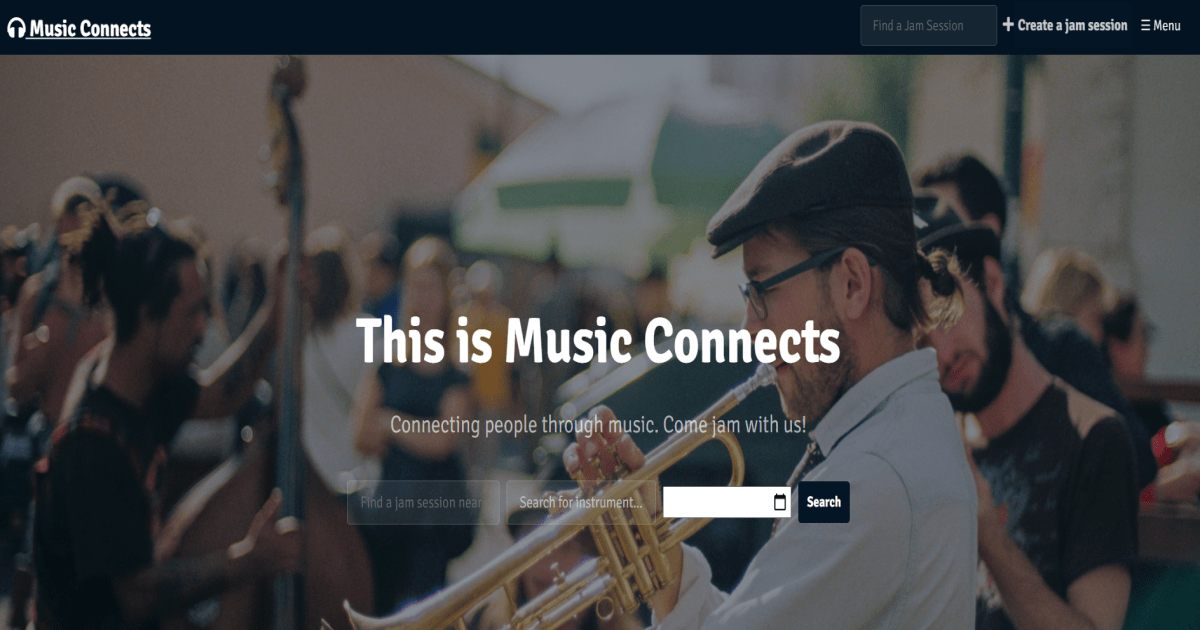 Music Connects
Find a Jam Session
Create a jam session
Menu
This is Music Connects
Connecting people through music. Come jam with us!
Find a jam session near
Search for instrument...
Search